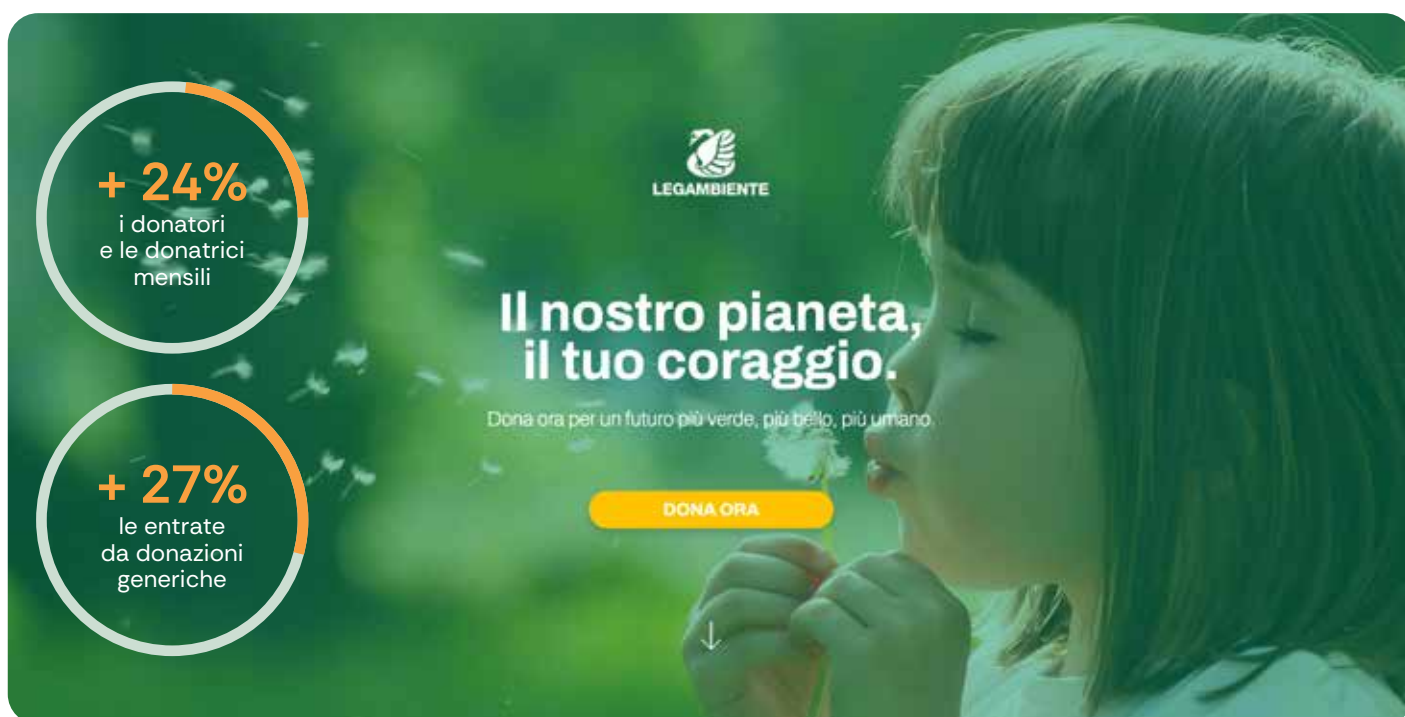 + 24%
i donatori
e le donatrici
mensili
+ 27%
le entrate
da donazioni
generiche
LEGAMBIENTE
Il nostro pianeta,
il tuo coraggio.
Dona ora per un futuro più verde, più bello, più umano.
DONA ORA